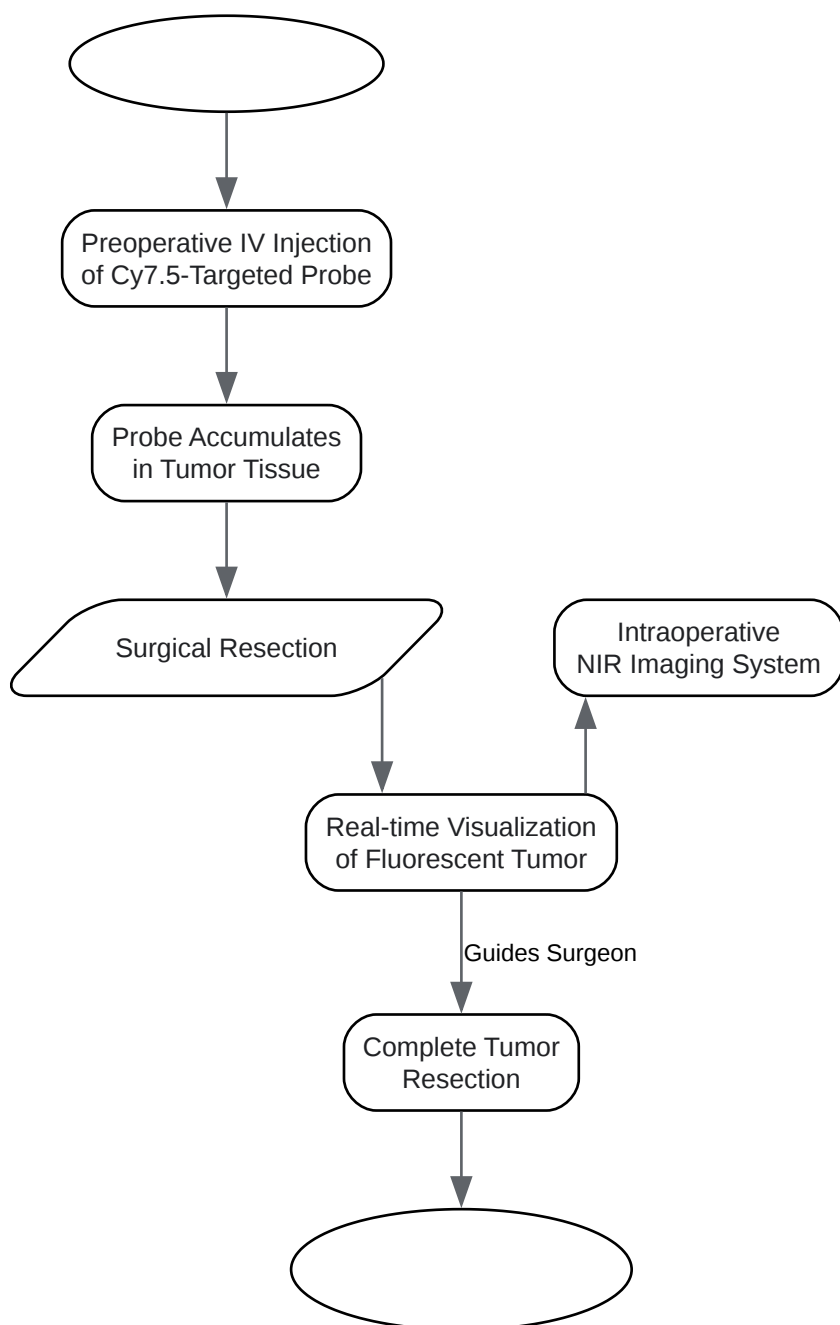 Preoperative IV Injection
of Cy7.5-Targeted Probe
Probe Accumulates
in Tumor Tissue
Surgical Resection
Intraoperative
NIR Imaging System
Real-time Visualization
of Fluorescent Tumor
Guides Surgeon
Complete Tumor
Resection